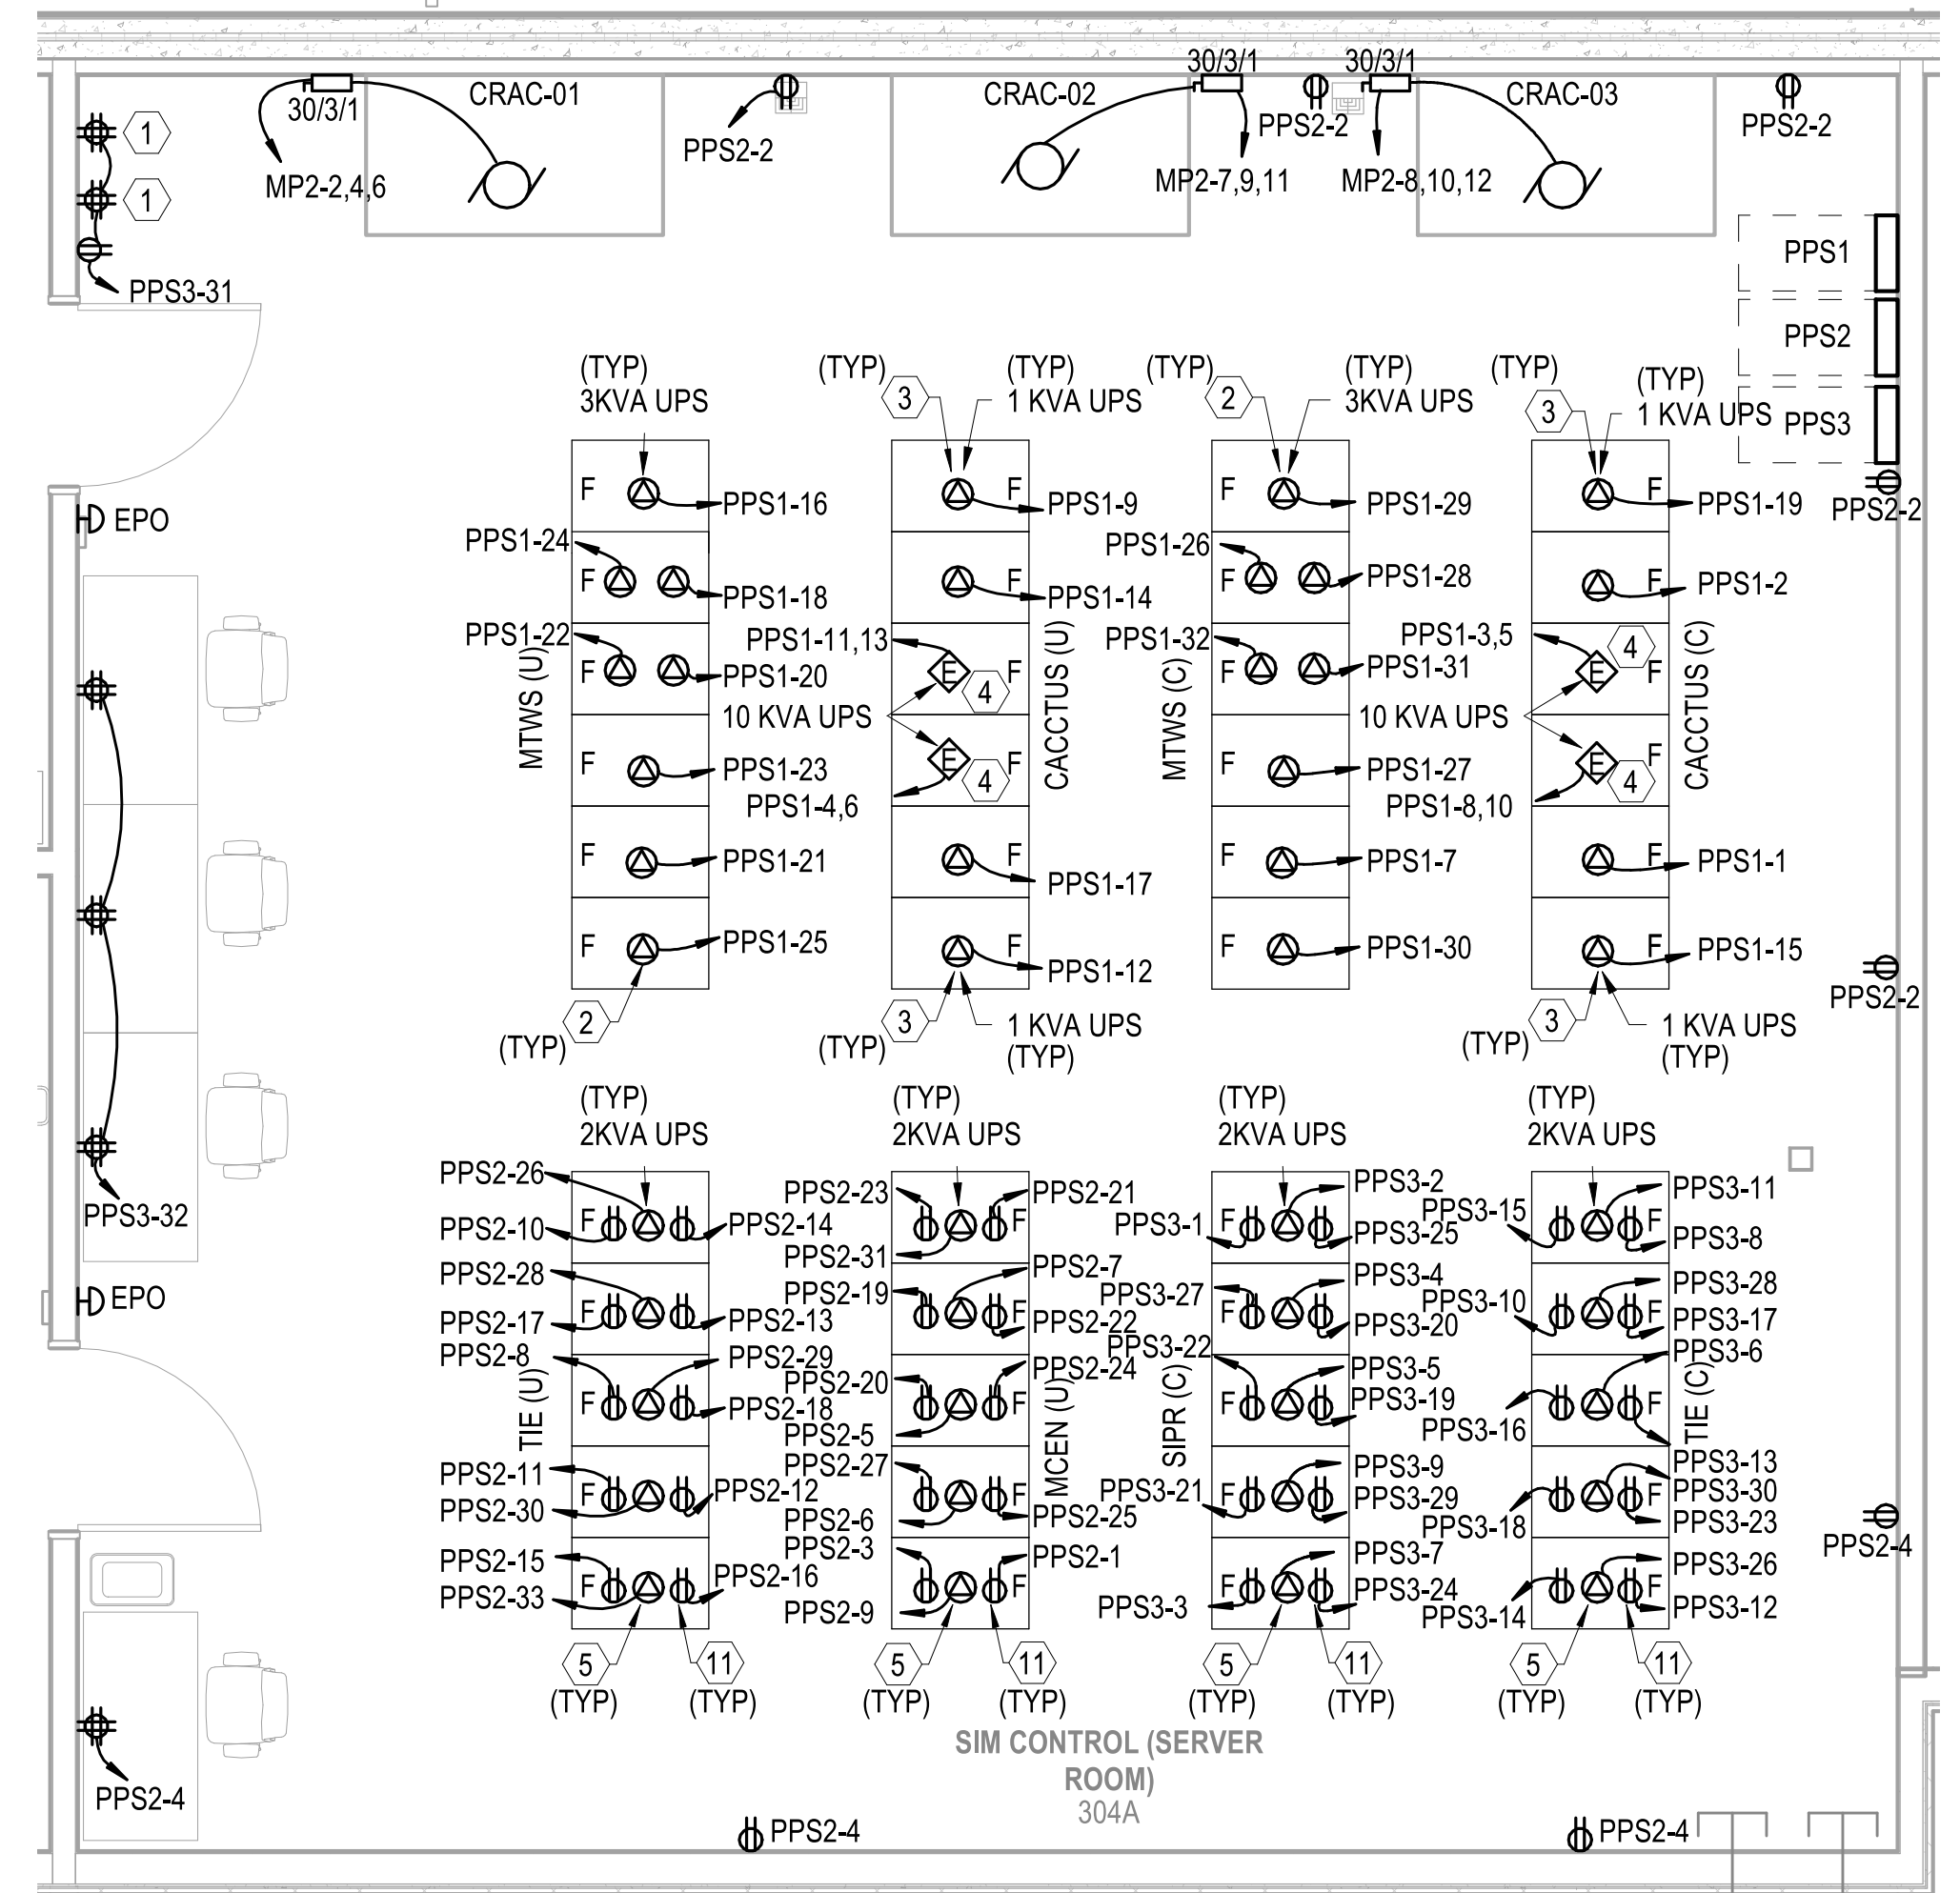 30/3/1
30/3/1
30/3/1
CRAC-01
CRAC-02
CRAC-03
1
PPS2-2
PPS2-2
PPS2-2
MP2-2,4,6
MP2-7,9,11
MP2-8,10,12
1
PPS3-31
PPS1
PPS2
PPS3
(TYP)
3KVA UPS
(TYP)
3
(TYP)
1 KVA UPS
(TYP)
2
(TYP)
3KVA UPS
(TYP)
3
(TYP)
1 KVA UPS
PPS2-2
EPO
F
PPS1-16
PPS1-24
F
PPS1-18
PPS1-22
F
PPS1-20
F
PPS1-23
F
PPS1-21
F
PPS1-25
MTWS (U)
2
(TYP)
F
PPS1-9
F
PPS1-14
PPS1-11,13
E
4
F
10 KVA UPS
E
4
F
PPS1-4,6
F
PPS1-17
F
PPS1-12
CACCTUS (U)
(TYP)
3
1 KVA UPS
(TYP)
F
PPS1-29
PPS1-26
F
PPS1-28
PPS1-32
F
PPS1-31
F
PPS1-27
F
PPS1-7
F
PPS1-30
MTWS (C)
F
PPS1-19
F
PPS1-2
PPS1-3,5
E
4
F
10 KVA UPS
E
4
F
PPS1-8,10
F
PPS1-1
F
PPS1-15
CACCTUS (C)
(TYP)
3
1 KVA UPS
(TYP)
PPS2-2
PPS3-32
EPO
(TYP)
2KVA UPS
PPS2-26
PPS2-10
F
PPS2-14
PPS2-28
PPS2-17
F
PPS2-13
PPS2-8
F
PPS2-29
PPS2-18
PPS2-11
PPS2-30
F
PPS2-12
PPS2-15
PPS2-33
F
PPS2-16
TIE (U)
5
(TYP)
11
(TYP)
(TYP)
2KVA UPS
PPS2-23
PPS2-31
F
PPS2-21
PPS2-19
F
PPS2-7
PPS2-22
PPS2-20
PPS2-5
F
PPS2-24
PPS2-27
PPS2-6
F
PPS2-25
PPS2-3
PPS2-9
F
PPS2-1
MCEN (U)
5
(TYP)
11
(TYP)
(TYP)
2KVA UPS
PPS3-1
F
PPS3-2
PPS3-25
PPS3-27
F
PPS3-4
PPS3-20
PPS3-22
F
PPS3-5
PPS3-19
PPS3-21
F
PPS3-9
PPS3-29
PPS3-3
F
PPS3-7
PPS3-24
SIPR (C)
5
(TYP)
11
(TYP)
(TYP)
2KVA UPS
PPS3-15
F
PPS3-11
PPS3-8
PPS3-10
F
PPS3-28
PPS3-17
PPS3-6
PPS3-16
F
PPS3-13
PPS3-18
F
PPS3-30
PPS3-23
PPS3-14
F
PPS3-26
PPS3-12
TIE (C)
5
(TYP)
11
(TYP)
PPS2-4
PPS2-4
SIM CONTROL (SERVER
ROOM)
304A
PPS2-4
PPS2-4